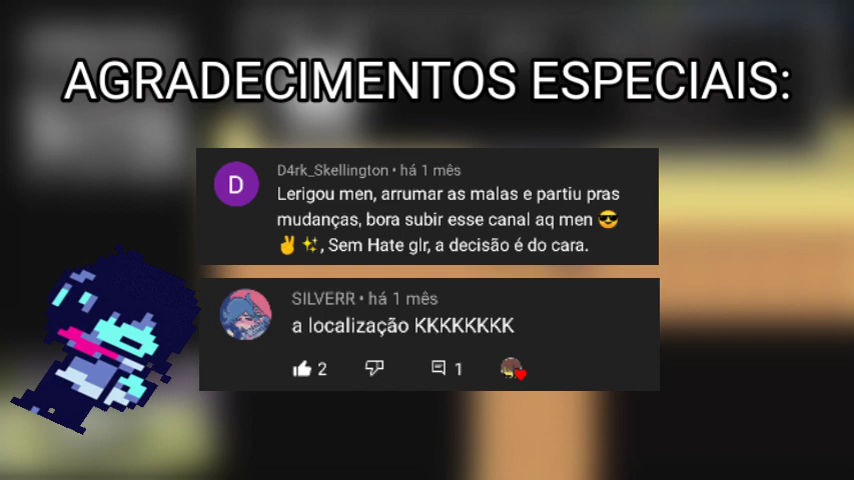 AGRADECIMENTOS ESPECIAIS:
D
D4rk_Skellington • há 1 mês
Lerigou men, arrumar as malas e partiu pras
mudanças, bora subir esse canal aq men 😎
✌️✨, Sem Hate glr, a decisão é do cara.
SILVERR • há 1 mês
a localização KKKKKKKK
2 1